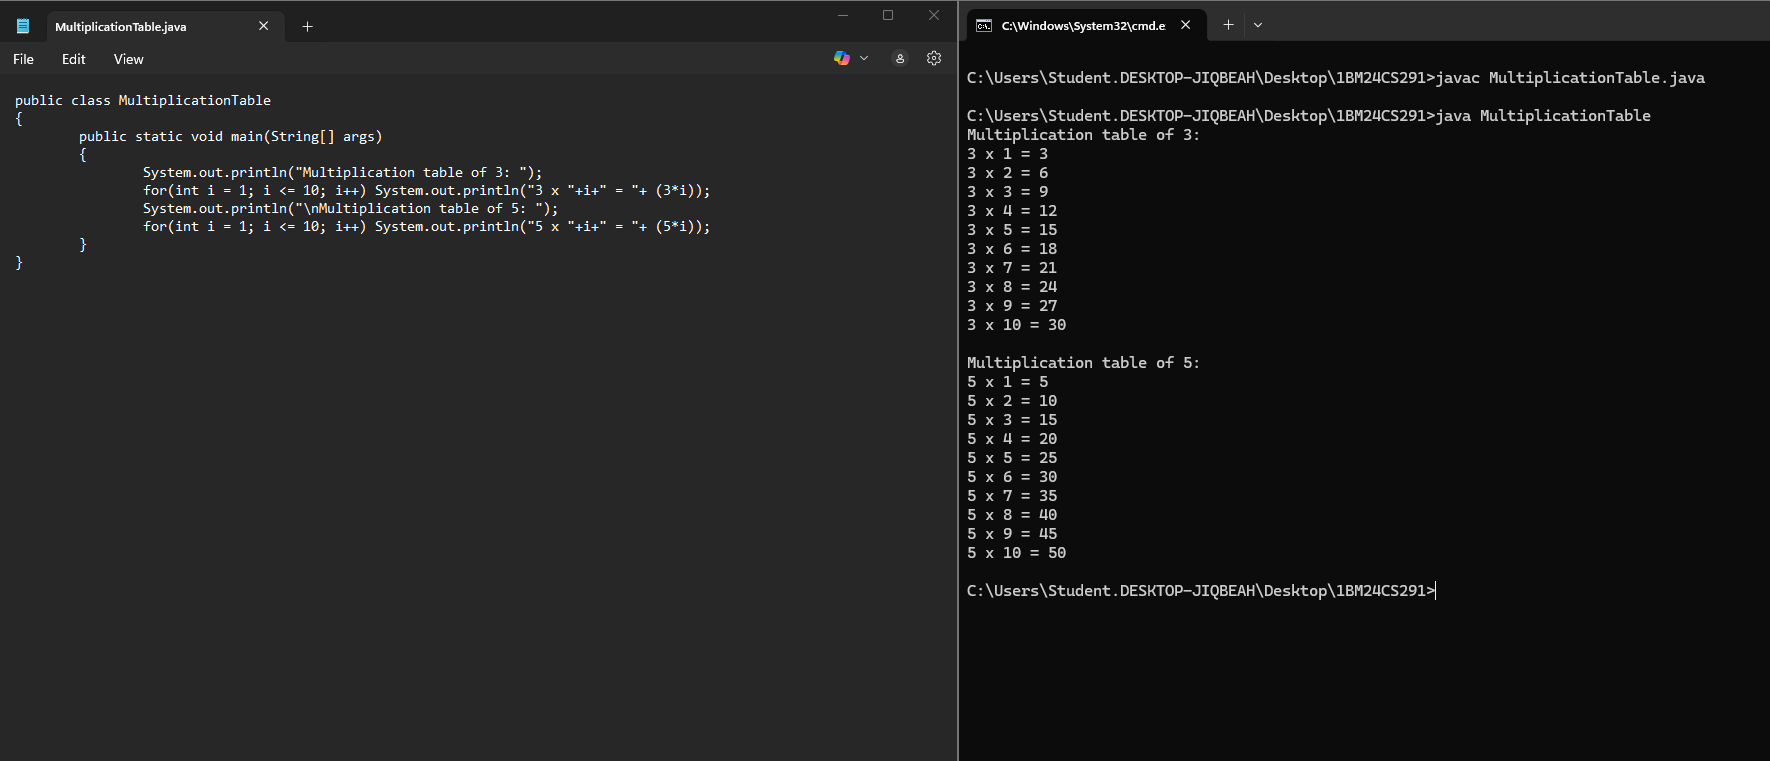 MultiplicationTable.java
File Edit View
public class MultiplicationTable
{
public static void main(String[] args)
{
System.out.println("Multiplication table of 3: ");
for(int i = 1; i <= 10; i++) System.out.println("3 x "+i+" = "+ (3*i));
System.out.println("\nMultiplication table of 5: ");
for(int i = 1; i <= 10; i++) System.out.println("5 x "+i+" = "+ (5*i));
}
}
C:\Windows\System32\cmd.e
C:\Users\Student.DESKTOP-JIQBEAH\Desktop\1BM24CS291>javac MultiplicationTable.java
C:\Users\Student.DESKTOP-JIQBEAH\Desktop\1BM24CS291>java MultiplicationTable
Multiplication table of 3:
3 x 1 = 3
3 x 2 = 6
3 x 3 = 9
3 x 4 = 12
3 x 5 = 15
3 x 6 = 18
3 x 7 = 21
3 x 8 = 24
3 x 9 = 27
3 x 10 = 30
Multiplication table of 5:
5 x 1 = 5
5 x 2 = 10
5 x 3 = 15
5 x 4 = 20
5 x 5 = 25
5 x 6 = 30
5 x 7 = 35
5 x 8 = 40
5 x 9 = 45
5 x 10 = 50
C:\Users\Student.DESKTOP-JIQBEAH\Desktop\1BM24CS291>